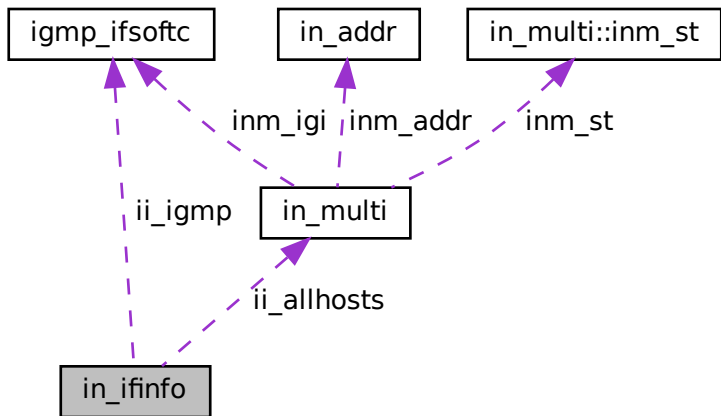 igmp_ifsoftc
in_addr
in_multi::inm_st
inm_igi
inm_addr
inm_st
ii_igmp
in_multi
ii_allhosts
in_ifinfo